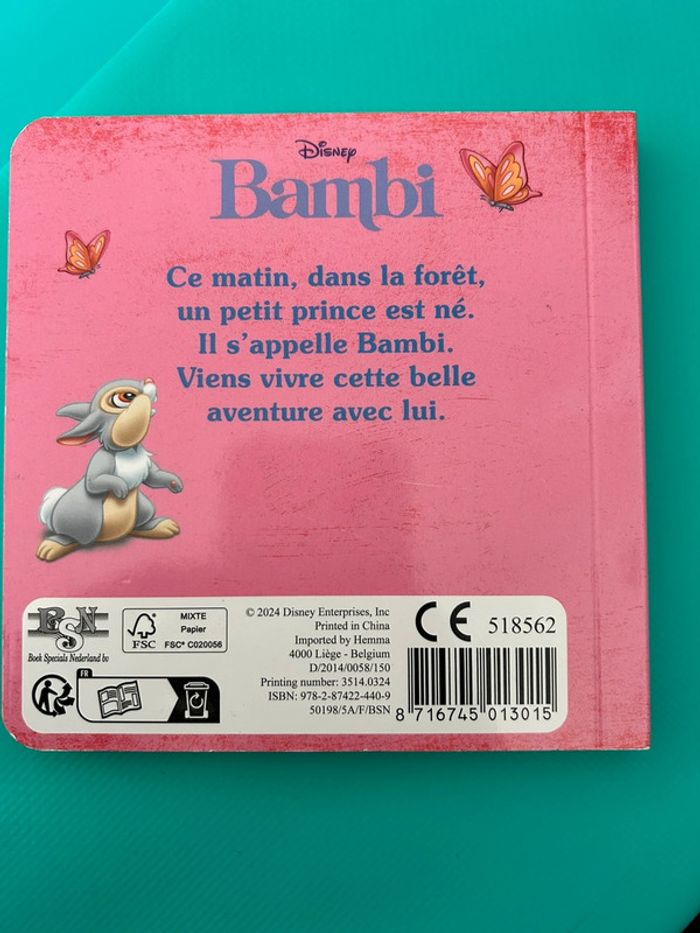 Disney
Bambi
Ce matin, dans la forêt,
un petit prince est né.
Il s'appelle Bambi.
Viens vivre cette belle
aventure avec lui.
BSN
Book Specials Nederland bv
FSC
MIXTE
Papier
FSC® C020056
FR
© 2024 Disney Enterprises, Inc
Printed in China
Imported by Hemma
4000 Liège - Belgium
D/2014/0058/150
Printing number: 3514.0324
ISBN: 978-2-87422-440-9
50198/5A/F/BSN
CE 518562
8 716745 013015